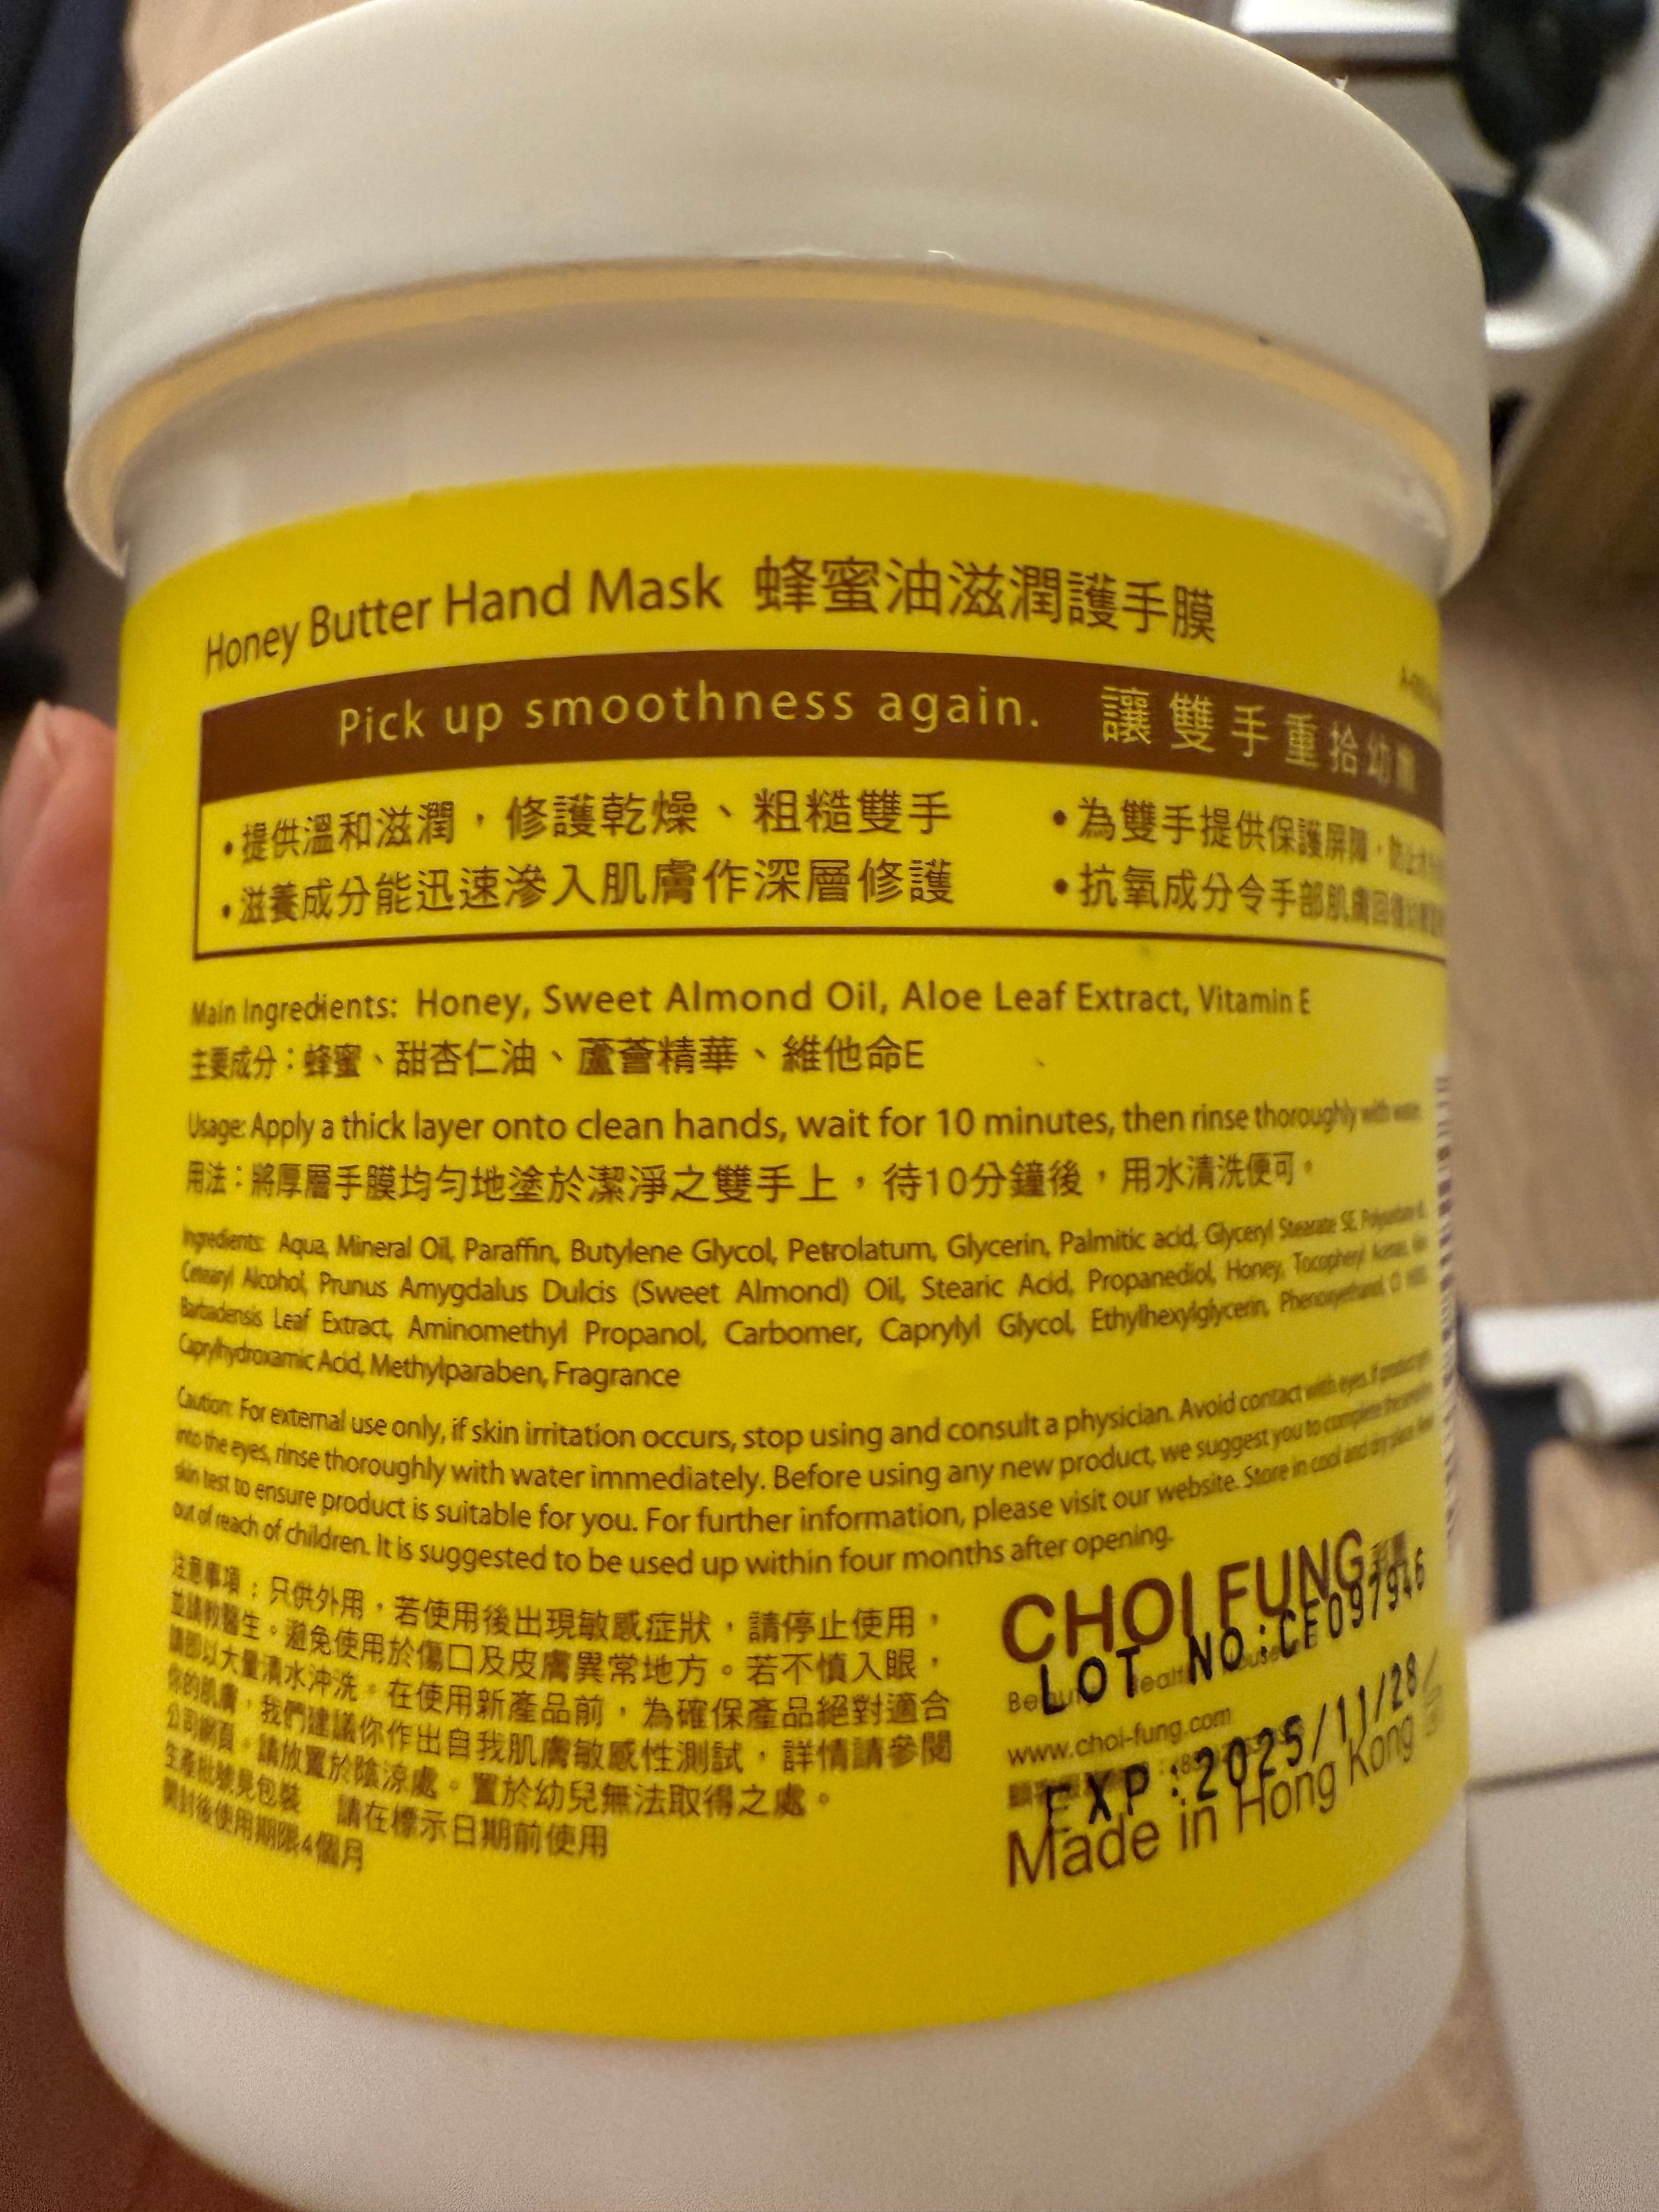 Honey Butter Hand Mask 蜂蜜油滋潤護手膜
Pick up smoothness again. 讓雙手重拾幼
•提供溫和滋潤，修護乾燥、粗糙雙手
•滋養成分能迅速滲入肌膚作深層修護
•為雙手提供保護屏障，防止水
•抗氧成分令手部肌膚回復
Main Ingredients: Honey, Sweet Almond Oil, Aloe Leaf Extract, Vitamin E
主要成分：蜂蜜、甜杏仁油、蘆薈精華、維他命E
Usage: Apply a thick layer onto clean hands, wait for 10 minutes, then rinse thoroughly with water.
用法：將厚層手膜均勻地塗於潔淨之雙手上，待10分鐘後，用水清洗便可。
Ingredients: Aqua, Mineral Oil, Paraffin, Butylene Glycol, Petrolatum, Glycerin, Palmitic acid, Glyceryl Stearate SE,
Cetearyl Alcohol, Prunus Amygdalus Dulcis (Sweet Almond) Oil, Stearic Acid, Propanediol, Honey, Tocopheryl Acetate,
Barbadensis Leaf Extract, Aminomethyl Propanol, Carbomer, Caprylyl Glycol, Ethylhexylglycerin, Phenoxyethanol,
Caprylhydroxamic Acid, Methylparaben, Fragrance
Caution: For external use only, if skin irritation occurs, stop using and consult a physician. Avoid contact with eyes. If product gets
into the eyes, rinse thoroughly with water immediately. Before using any new product, we suggest you to complete the sensitive
skin test to ensure product is suitable for you. For further information, please visit our website. Store in cool and dry place.
out of reach of children. It is suggested to be used up within four months after opening.
注意事項：只供外用，若使用後出現敏感症狀，請停止使用，
並請教醫生。避免使用於傷口及皮膚異常地方。若不慎入眼，
請即以大量清水沖洗。在使用新產品前，為確保產品絕對適合
你的肌膚，我們建議你作出自我肌膚敏感性測試，詳情請參閱
公司網頁。請放置於陰涼處。置於幼兒無法取得之處。
生產批號見包裝 請在標示日期前使用
開封後使用期限4個月
CHOI FUNG 彩豐
LOT NO:CF097946
www.choi-fung.com
EXP:2025/11/28
Made in Hong Kong